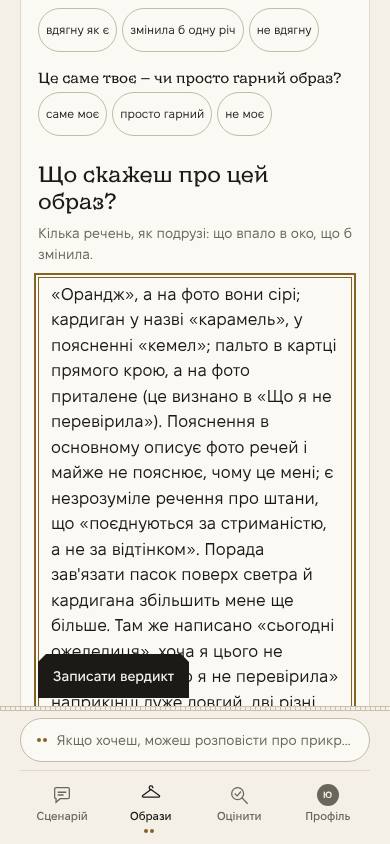 вдягну як є
змінила б одну річ
не вдягну
Це саме твоє — чи просто гарний образ?
саме моє
просто гарний
не моє
Що скажеш про цей
образ?
Кілька речень, як подрузі: що впало в око, що б
змінила.
«Орандж», а на фото вони сірі;
кардиган у назві «карамель», у
поясненні «кемел»; пальто в картці
прямого крою, а на фото
приталене (це визнано в «Що я не
перевірила»). Пояснення в
основному описує фото речей і
майже не пояснює, чому це мені; є
незрозуміле речення про штани,
що «поєднуються за стриманістю,
а не за відтінком». Порада
зав'язати пасок поверх светра й
кардигана збільшить мене ще
більше. Там же написано «сьогодні
ожеледиця», хоча я цього не
я не перевірила»
наприкінці дуже довгий, дві різні
Записати вердикт
Якщо хочеш, можеш розповісти про прикр...
Сценарій
Образи
Оцінити
Ю
Профіль